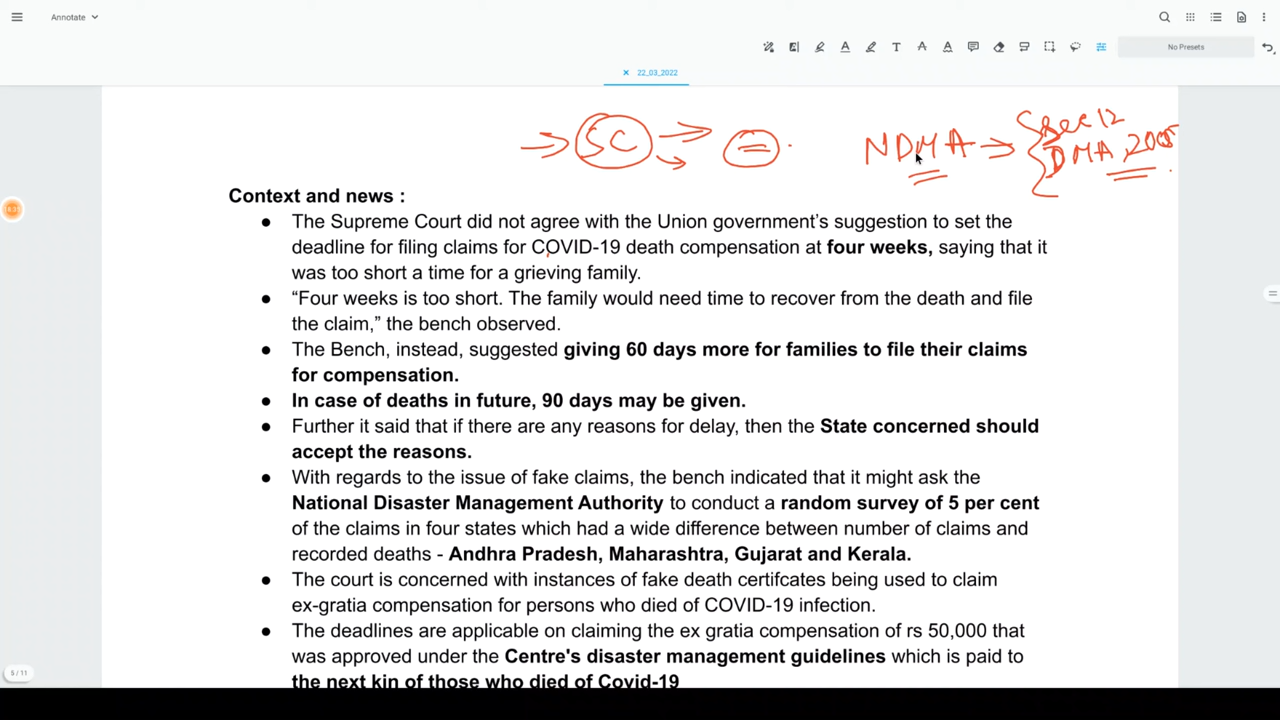 Annotate
No Presets
22_03_2022
SC
NDMA
Sec 12
DMA, 2005
Context and news :
● The Supreme Court did not agree with the Union government’s suggestion to set the
deadline for filing claims for COVID-19 death compensation at four weeks, saying that it
was too short a time for a grieving family.
● “Four weeks is too short. The family would need time to recover from the death and file
the claim,” the bench observed.
● The Bench, instead, suggested giving 60 days more for families to file their claims
for compensation.
● In case of deaths in future, 90 days may be given.
● Further it said that if there are any reasons for delay, then the State concerned should
accept the reasons.
● With regards to the issue of fake claims, the bench indicated that it might ask the
National Disaster Management Authority to conduct a random survey of 5 per cent
of the claims in four states which had a wide difference between number of claims and
recorded deaths - Andhra Pradesh, Maharashtra, Gujarat and Kerala.
● The court is concerned with instances of fake death certifcates being used to claim
ex-gratia compensation for persons who died of COVID-19 infection.
● The deadlines are applicable on claiming the ex gratia compensation of rs 50,000 that
was approved under the Centre's disaster management guidelines which is paid to
the next kin of those who died of Covid-19
5 / 11